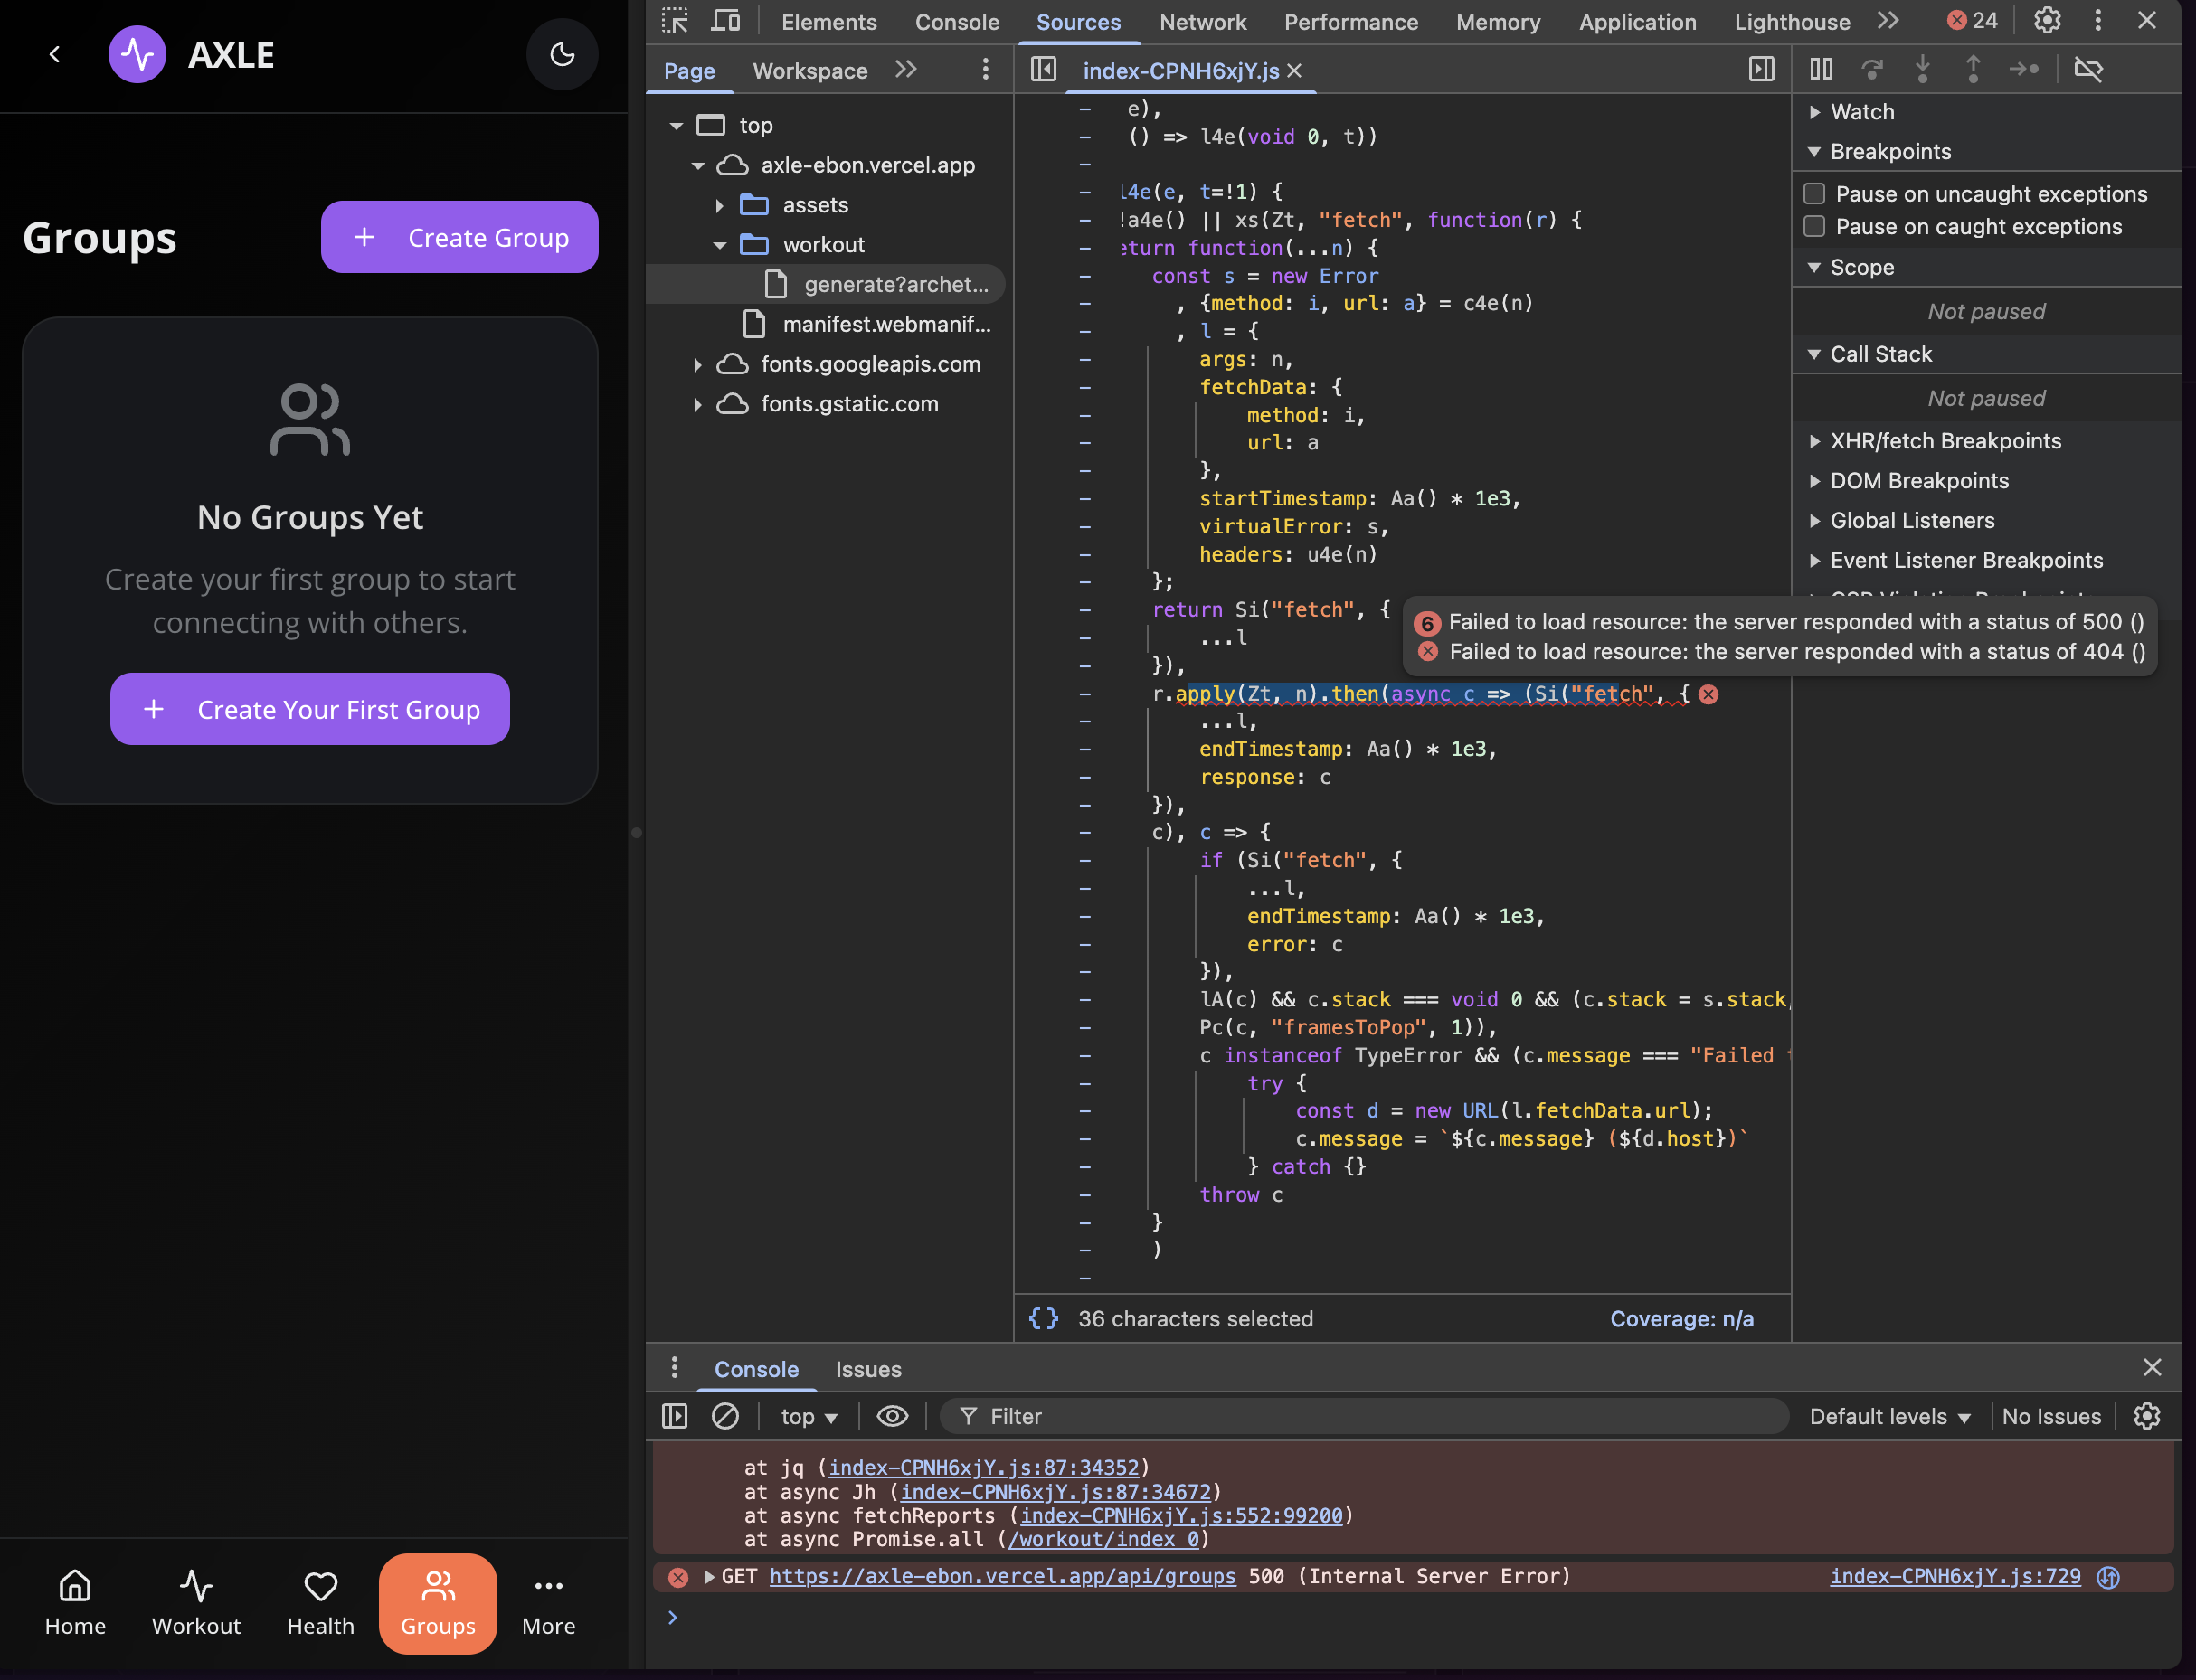 AXLE
Groups
+ Create Group
No Groups Yet
Create your first group to start
connecting with others.
+ Create Your First Group
Home
Workout
Health
Groups
More
Elements
Console
Sources
Network
Performance
Memory
Application
Lighthouse
24
Page
Workspace
index-CPNH6xjY.js
top
axle-ebon.vercel.app
assets
workout
generate?archet...
manifest.webmanif...
fonts.googleapis.com
fonts.gstatic.com
e),
() => l4e(void 0, t))
l4e(e, t=!1) {
!a4e() || xs(Zt, "fetch", function(r) {
eturn function(...n) {
const s = new Error
, {method: i, url: a} = c4e(n)
, l = {
args: n,
fetchData: {
method: i,
url: a
},
startTimestamp: Aa() * 1e3,
virtualError: s,
headers: u4e(n)
};
return Si("fetch", {
...l
}),
r.apply(Zt, n).then(async c => (Si("fetch", {
...l,
endTimestamp: Aa() * 1e3,
response: c
}),
c), c => {
if (Si("fetch", {
...l,
endTimestamp: Aa() * 1e3,
error: c
}),
lA(c) && c.stack === void 0 && (c.stack = s.stack,
Pc(c, "framesToPop", 1)),
c instanceof TypeError && (c.message === "Failed
try {
const d = new URL(l.fetchData.url);
c.message = `${c.message} (${d.host})`
} catch {}
throw c
}
)
{} 36 characters selected
Coverage: n/a
Watch
Breakpoints
Pause on uncaught exceptions
Pause on caught exceptions
Scope
Not paused
Call Stack
Not paused
XHR/fetch Breakpoints
DOM Breakpoints
Global Listeners
Event Listener Breakpoints
6 Failed to load resource: the server responded with a status of 500 ()
Failed to load resource: the server responded with a status of 404 ()
Console
Issues
top
Filter
Default levels
No Issues
at jq (index-CPNH6xjY.js:87:34352)
at async Jh (index-CPNH6xjY.js:87:34672)
at async fetchReports (index-CPNH6xjY.js:552:99200)
at async Promise.all (/workout/index 0)
GET https://axle-ebon.vercel.app/api/groups 500 (Internal Server Error)
index-CPNH6xjY.js:729